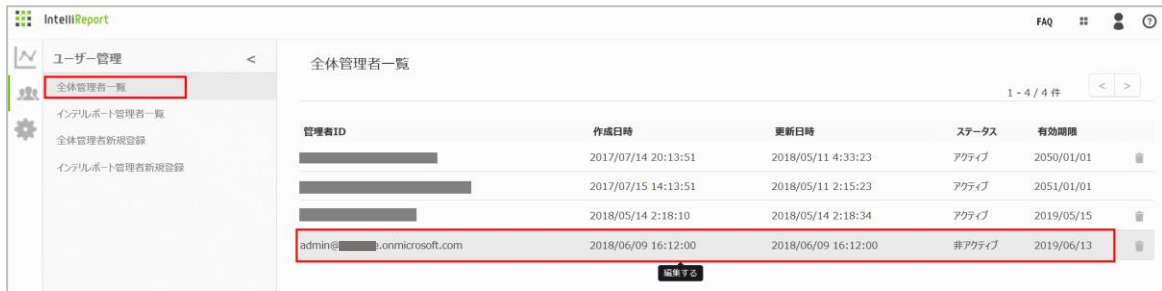 IntelliReport
FAQ
ユーザー管理 <
全体管理者一覧
インテリレポート管理者一覧
全体管理者新規登録
インテリレポート管理者新規登録
全体管理者一覧
1 - 4 / 4 件 < >
管理者ID 作成日時 更新日時 ステータス 有効期限
2017/07/14 20:13:51 2018/05/11 4:33:23 アクティブ 2050/01/01
2017/07/15 14:13:51 2018/05/11 2:15:23 アクティブ 2051/01/01
2018/05/14 2:18:10 2018/05/14 2:18:34 アクティブ 2019/05/15
admin@ e.onmicrosoft.com 2018/06/09 16:12:00 2018/06/09 16:12:00 非アクティブ 2019/06/13
編集する